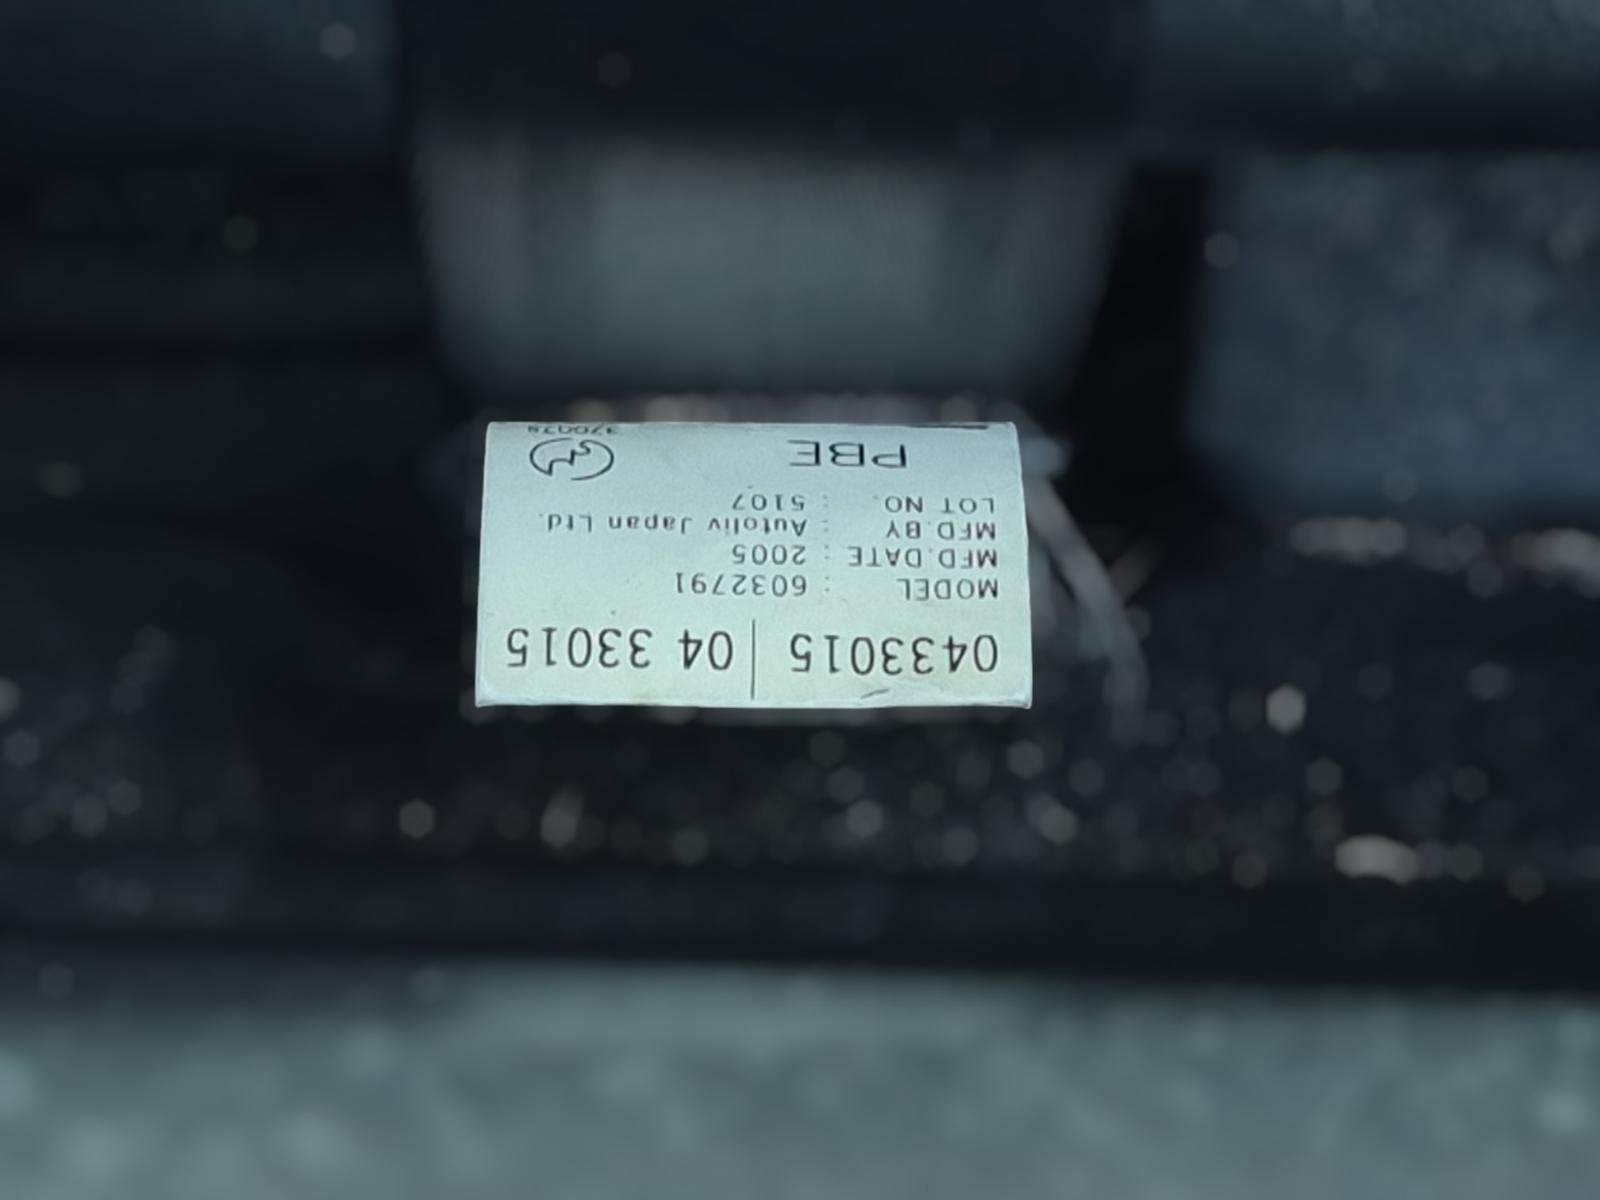 0433015 | 04 33015
MODEL : 6032791
MFD.DATE : 2005
MFD.BY : Autoliv Japan Ltd.
LOT NO. : 5107
PBE